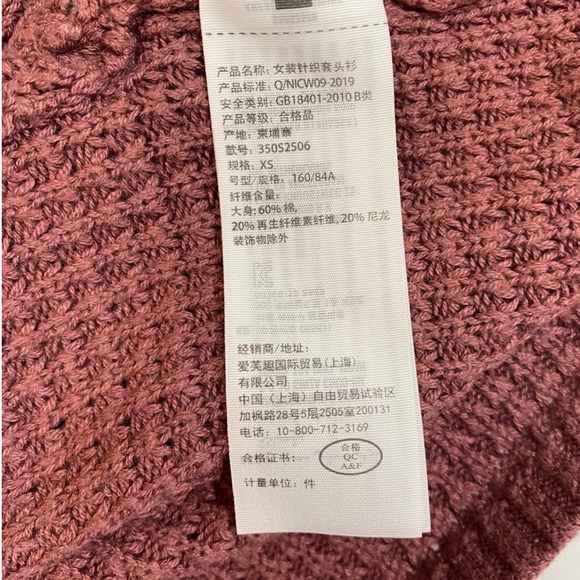 产品名称: 女装针织套头衫
产品标准: Q/NICW09-2019
安全类别: GB18401-2010 B类
产品等级: 合格品
产地: 柬埔寨
款号: 350S2506
规格: XS
号型/规格: 160/84A
纤维含量:
大身: 60% 棉,
20% 再生纤维素纤维, 20% 尼龙
装饰物除外
经销商/地址:
爱芙趣国际贸易(上海)
有限公司
中国 (上海) 自由贸易试验区
加枫路28号5层2505室200131
电话: 10-800-712-3169
合格证书:
合格
QC
A&F
计量单位: 件